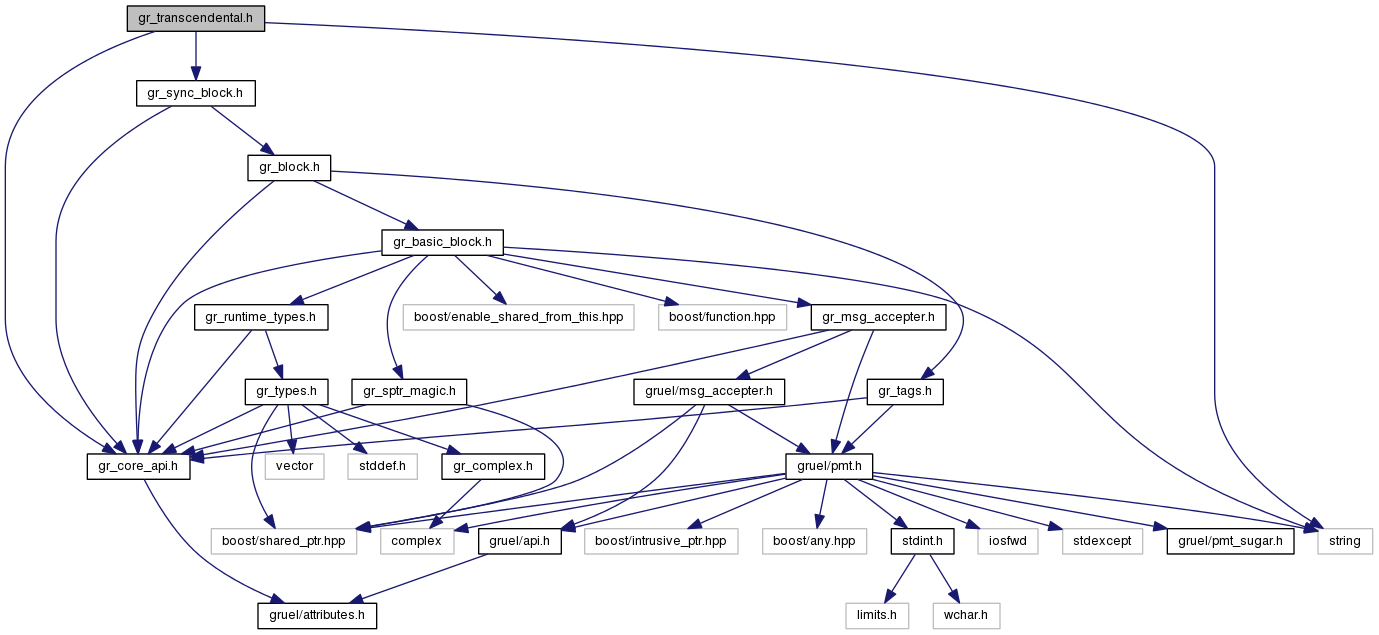 gr_transcendental.h
gr_sync_block.h
gr_block.h
gr_basic_block.h
gr_runtime_types.h
boost/enable_shared_from_this.hpp
boost/function.hpp
gr_msg_accepter.h
gr_types.h
gr_sptr_magic.h
gruel/msg_accepter.h
gr_tags.h
gr_core_api.h
vector
stddef.h
gr_complex.h
gruel/pmt.h
boost/shared_ptr.hpp
complex
gruel/api.h
boost/intrusive_ptr.hpp
boost/any.hpp
stdint.h
iosfwd
stdexcept
gruel/pmt_sugar.h
string
gruel/attributes.h
limits.h
wchar.h